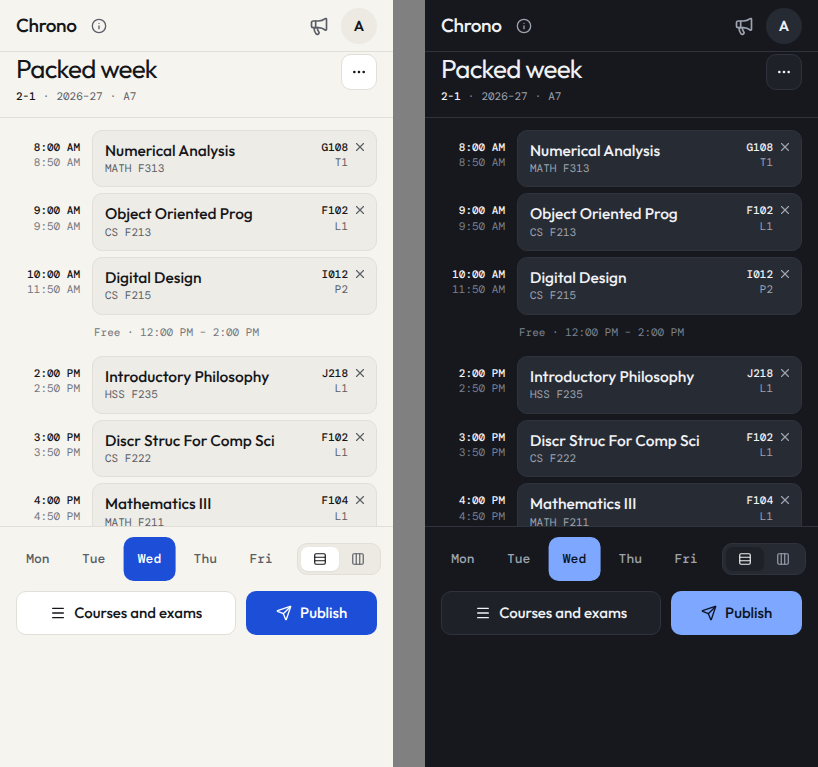 Chrono
A
Packed week
2-1 · 2026-27 · A7
8:00 AM
8:50 AM
Numerical Analysis
MATH F313
G108
T1
9:00 AM
9:50 AM
Object Oriented Prog
CS F213
F102
L1
10:00 AM
11:50 AM
Digital Design
CS F215
I012
P2
Free · 12:00 PM – 2:00 PM
2:00 PM
2:50 PM
Introductory Philosophy
HSS F235
J218
L1
3:00 PM
3:50 PM
Discr Struc For Comp Sci
CS F222
F102
L1
4:00 PM
4:50 PM
Mathematics III
MATH F211
F104
L1
Mon Tue Wed Thu Fri
Courses and exams
Publish
Chrono
A
Packed week
2-1 · 2026-27 · A7
8:00 AM
8:50 AM
Numerical Analysis
MATH F313
G108
T1
9:00 AM
9:50 AM
Object Oriented Prog
CS F213
F102
L1
10:00 AM
11:50 AM
Digital Design
CS F215
I012
P2
Free · 12:00 PM – 2:00 PM
2:00 PM
2:50 PM
Introductory Philosophy
HSS F235
J218
L1
3:00 PM
3:50 PM
Discr Struc For Comp Sci
CS F222
F102
L1
4:00 PM
4:50 PM
Mathematics III
MATH F211
F104
L1
Mon Tue Wed Thu Fri
Courses and exams
Publish